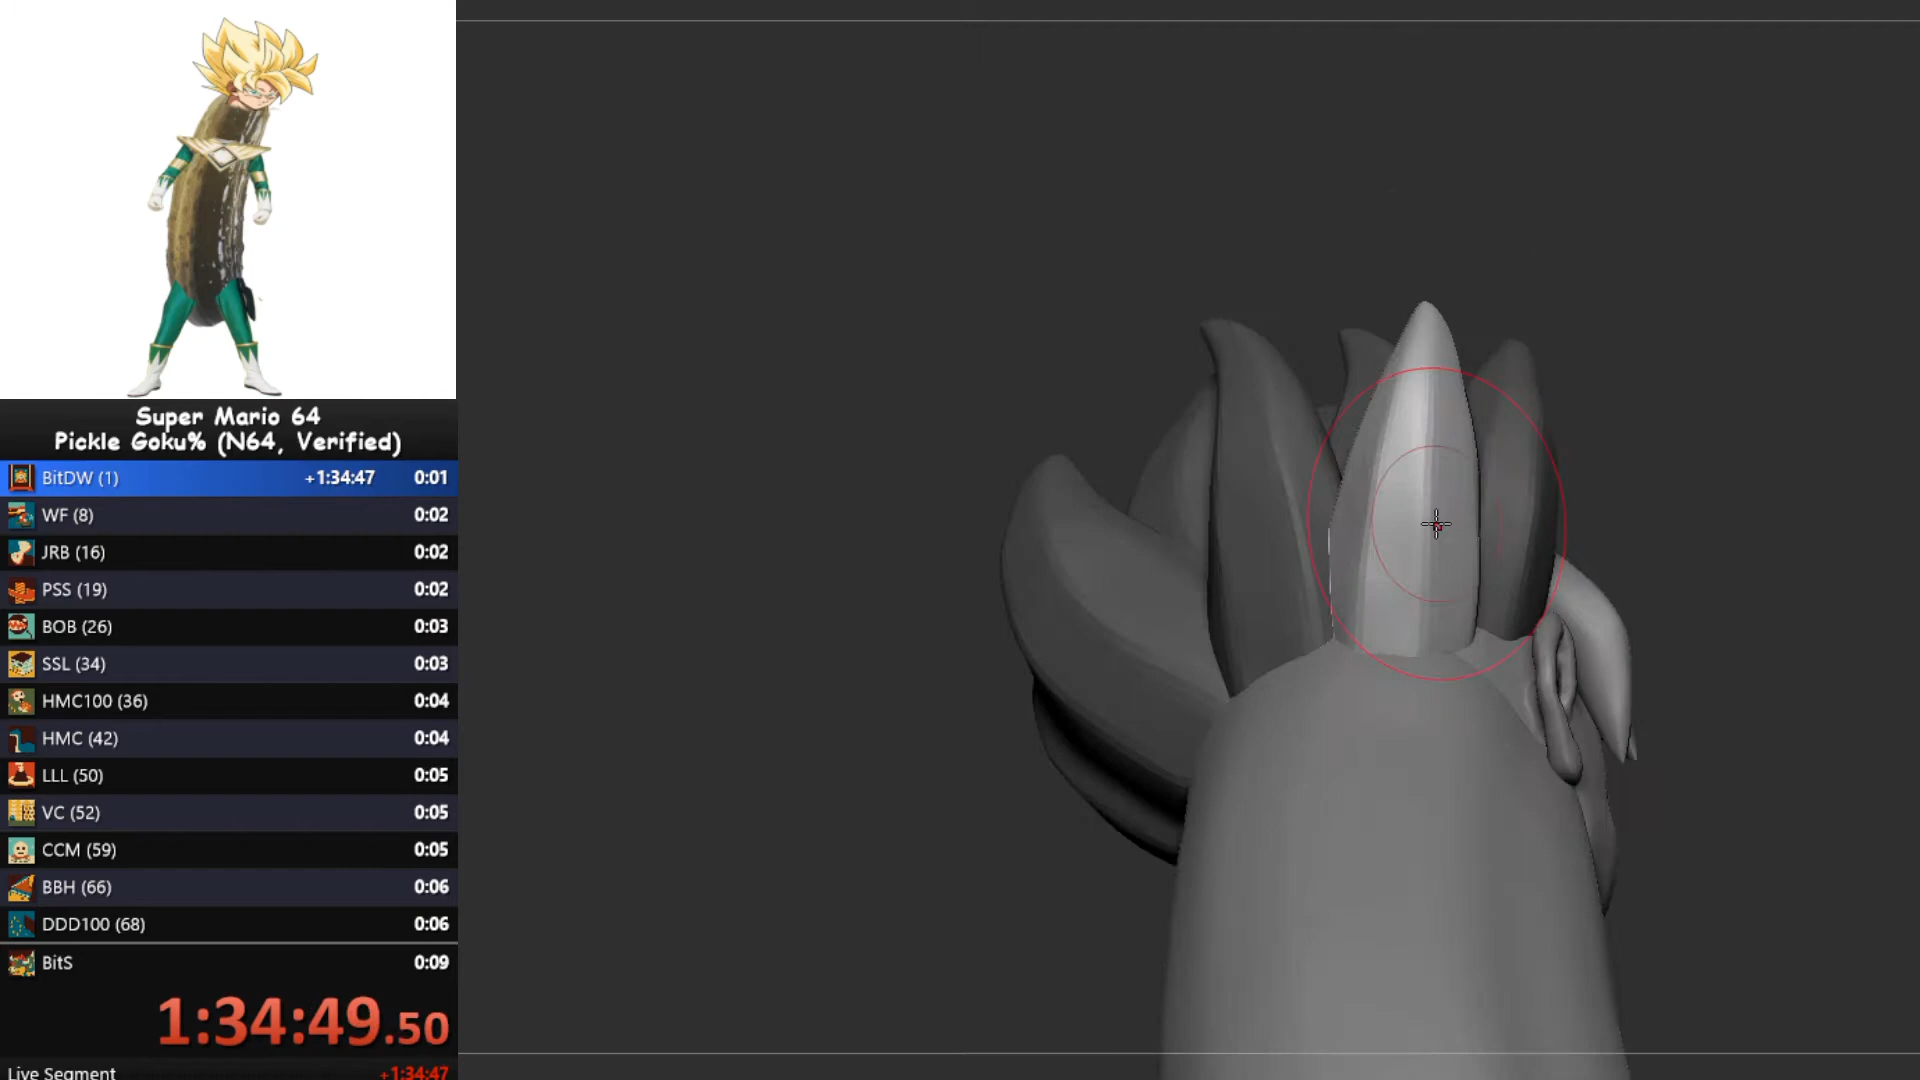 Super Mario 64
Pickle Goku% (N64, Verified)
BitDW (1) +1:34:47 0:01
WF (8) 0:02
JRB (16) 0:02
PSS (19) 0:02
BOB (26) 0:03
SSL (34) 0:03
HMC100 (36) 0:04
HMC (42) 0:04
LLL (50) 0:05
VC (52) 0:05
CCM (59) 0:05
BBH (66) 0:06
DDD100 (68) 0:06
BitS 0:09
1:34:49.50
Live Segment +1:34:47